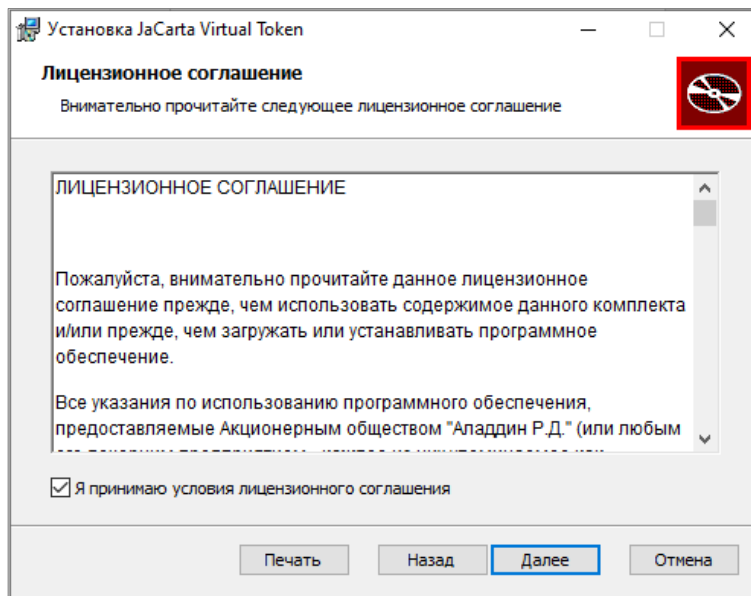 Установка JaCarta Virtual Token
Лицензионное соглашение
Внимательно прочитайте следующее лицензионное соглашение
ЛИЦЕНЗИОННОЕ СОГЛАШЕНИЕ
Пожалуйста, внимательно прочитайте данное лицензионное
соглашение прежде, чем использовать содержимое данного комплекта
и/или прежде, чем загружать или устанавливать программное
обеспечение.
Все указания по использованию программного обеспечения,
предоставляемые Акционерным обществом "Аладдин Р.Д." (или любым
Я принимаю условия лицензионного соглашения
Печать
Назад
Далее
Отмена